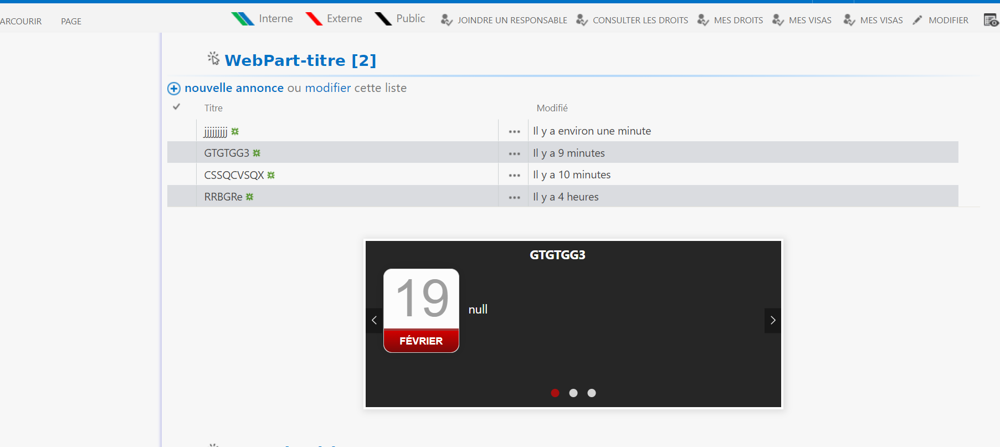 ARCOURIR PAGE Interne Externe Public JOINDRE UN RESPONSABLE CONSULTER LES DROITS MES DROITS MES VISAS MES VISAS MODIFIER
WebPart-titre [2]
nouvelle annonce ou modifier cette liste
Titre Modifié
jjjjjjjjj ... Il y a environ une minute
GTGTGG3 ... Il y a 9 minutes
CSSQCVSQX ... Il y a 10 minutes
RRBGRe ... Il y a 4 heures
GTGTGG3
19
null
FÉVRIER